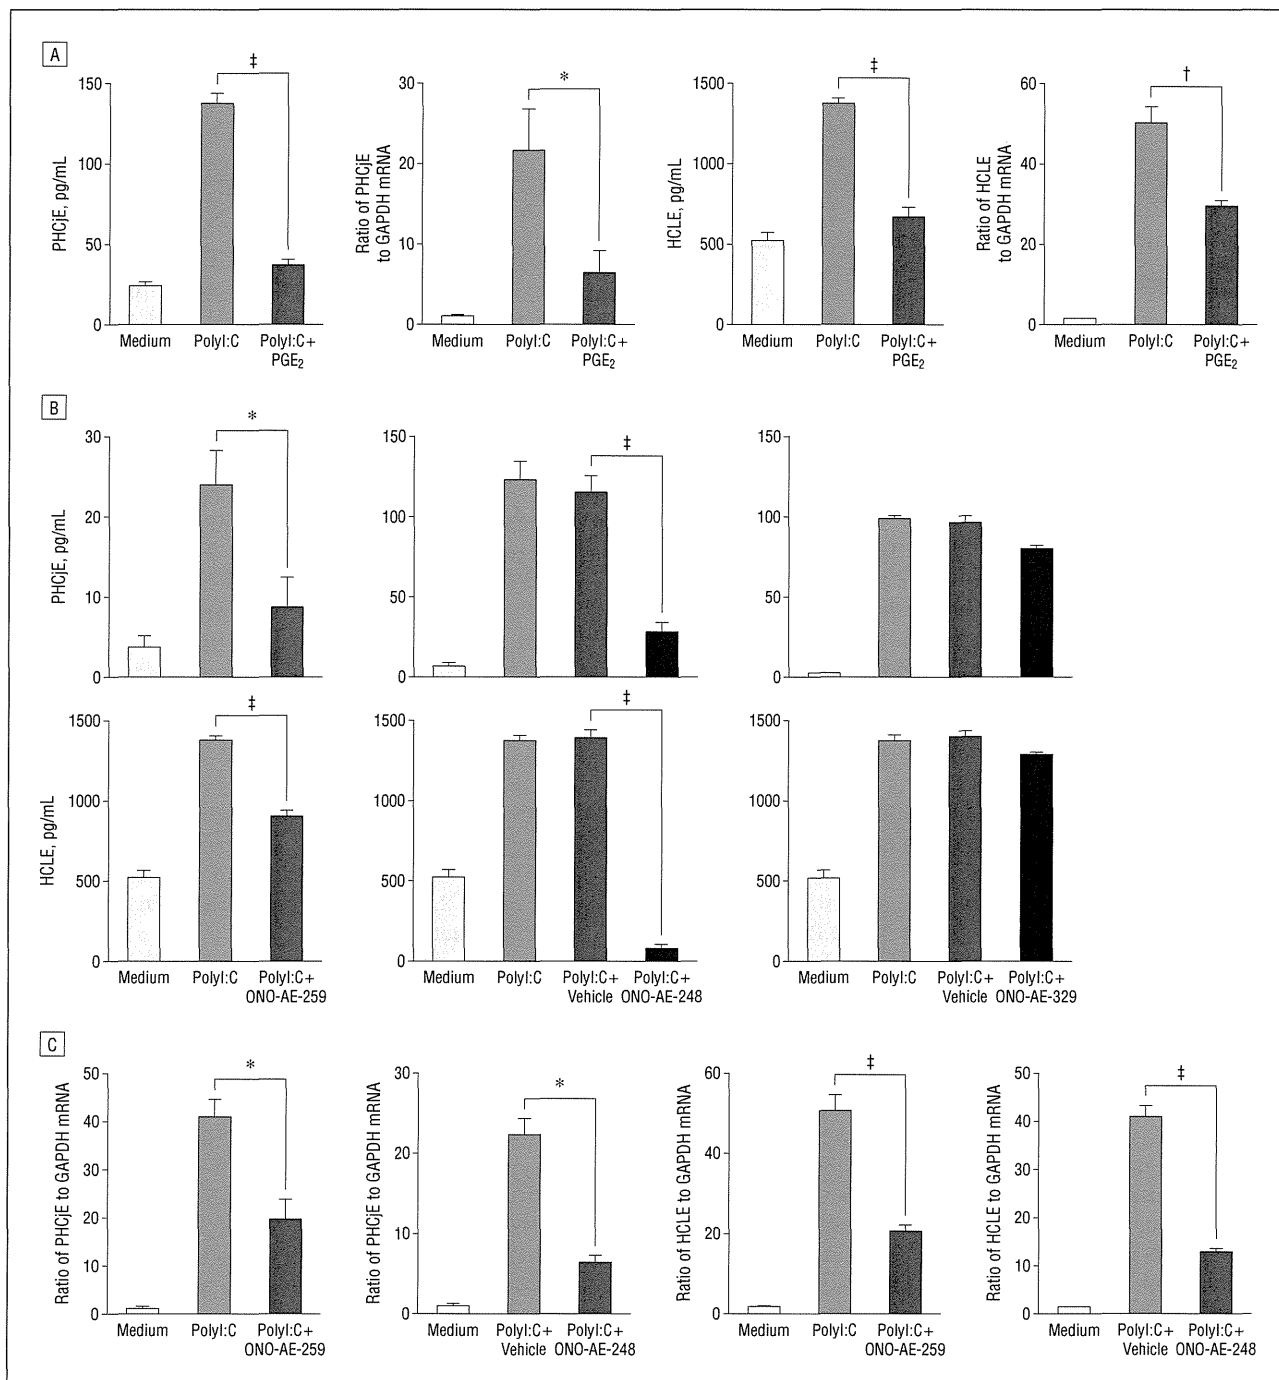 A
‡
PHCjE, pg/mL
150
100
50
0
Medium
PolyI:C
PolyI:C+
PGE₂
*
Ratio of PHCjE
to GAPDH mRNA
30
20
10
0
Medium
PolyI:C
PolyI:C+
PGE₂
‡
HCLE, pg/mL
1500
1000
500
0
Medium
PolyI:C
PolyI:C+
PGE₂
†
Ratio of HCLE
to GAPDH mRNA
60
40
20
0
Medium
PolyI:C
PolyI:C+
PGE₂
B
*
PHCjE, pg/mL
30
20
10
0
‡
150
100
50
0
150
100
50
0
‡
HCLE, pg/mL
1500
1000
500
0
Medium
PolyI:C
PolyI:C+
ONO-AE-259
‡
1500
1000
500
0
Medium
PolyI:C
PolyI:C+
Vehicle
PolyI:C+
ONO-AE-248
1500
1000
500
0
Medium
PolyI:C
PolyI:C+
Vehicle
PolyI:C+
ONO-AE-329
C
*
Ratio of PHCjE to GAPDH mRNA
50
40
30
20
10
0
Medium
PolyI:C
PolyI:C+
ONO-AE-259
*
Ratio of PHCjE to GAPDH mRNA
30
20
10
0
Medium
PolyI:C+
Vehicle
PolyI:C+
ONO-AE-248
‡
Ratio of HCLE to GAPDH mRNA
60
40
20
0
Medium
PolyI:C
PolyI:C+
ONO-AE-259
‡
Ratio of HCLE to GAPDH mRNA
50
40
30
20
10
0
Medium
PolyI:C+
Vehicle
PolyI:C+
ONO-AE-248